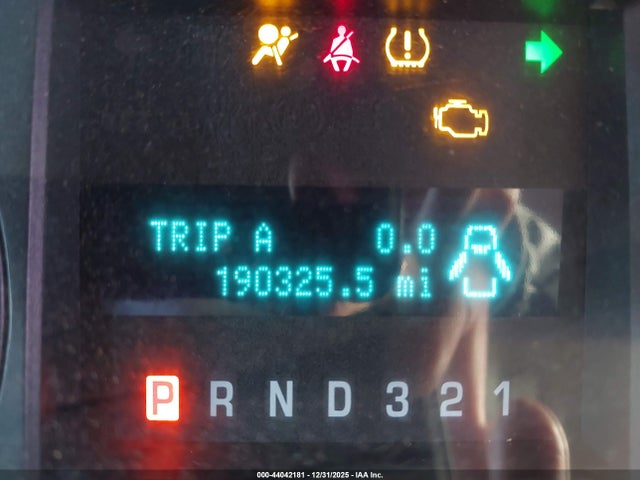 TRIP A 0.0
190325.5 mi
P R N D 3 2 1
000-44042181 - 12/31/2025 - IAA Inc.